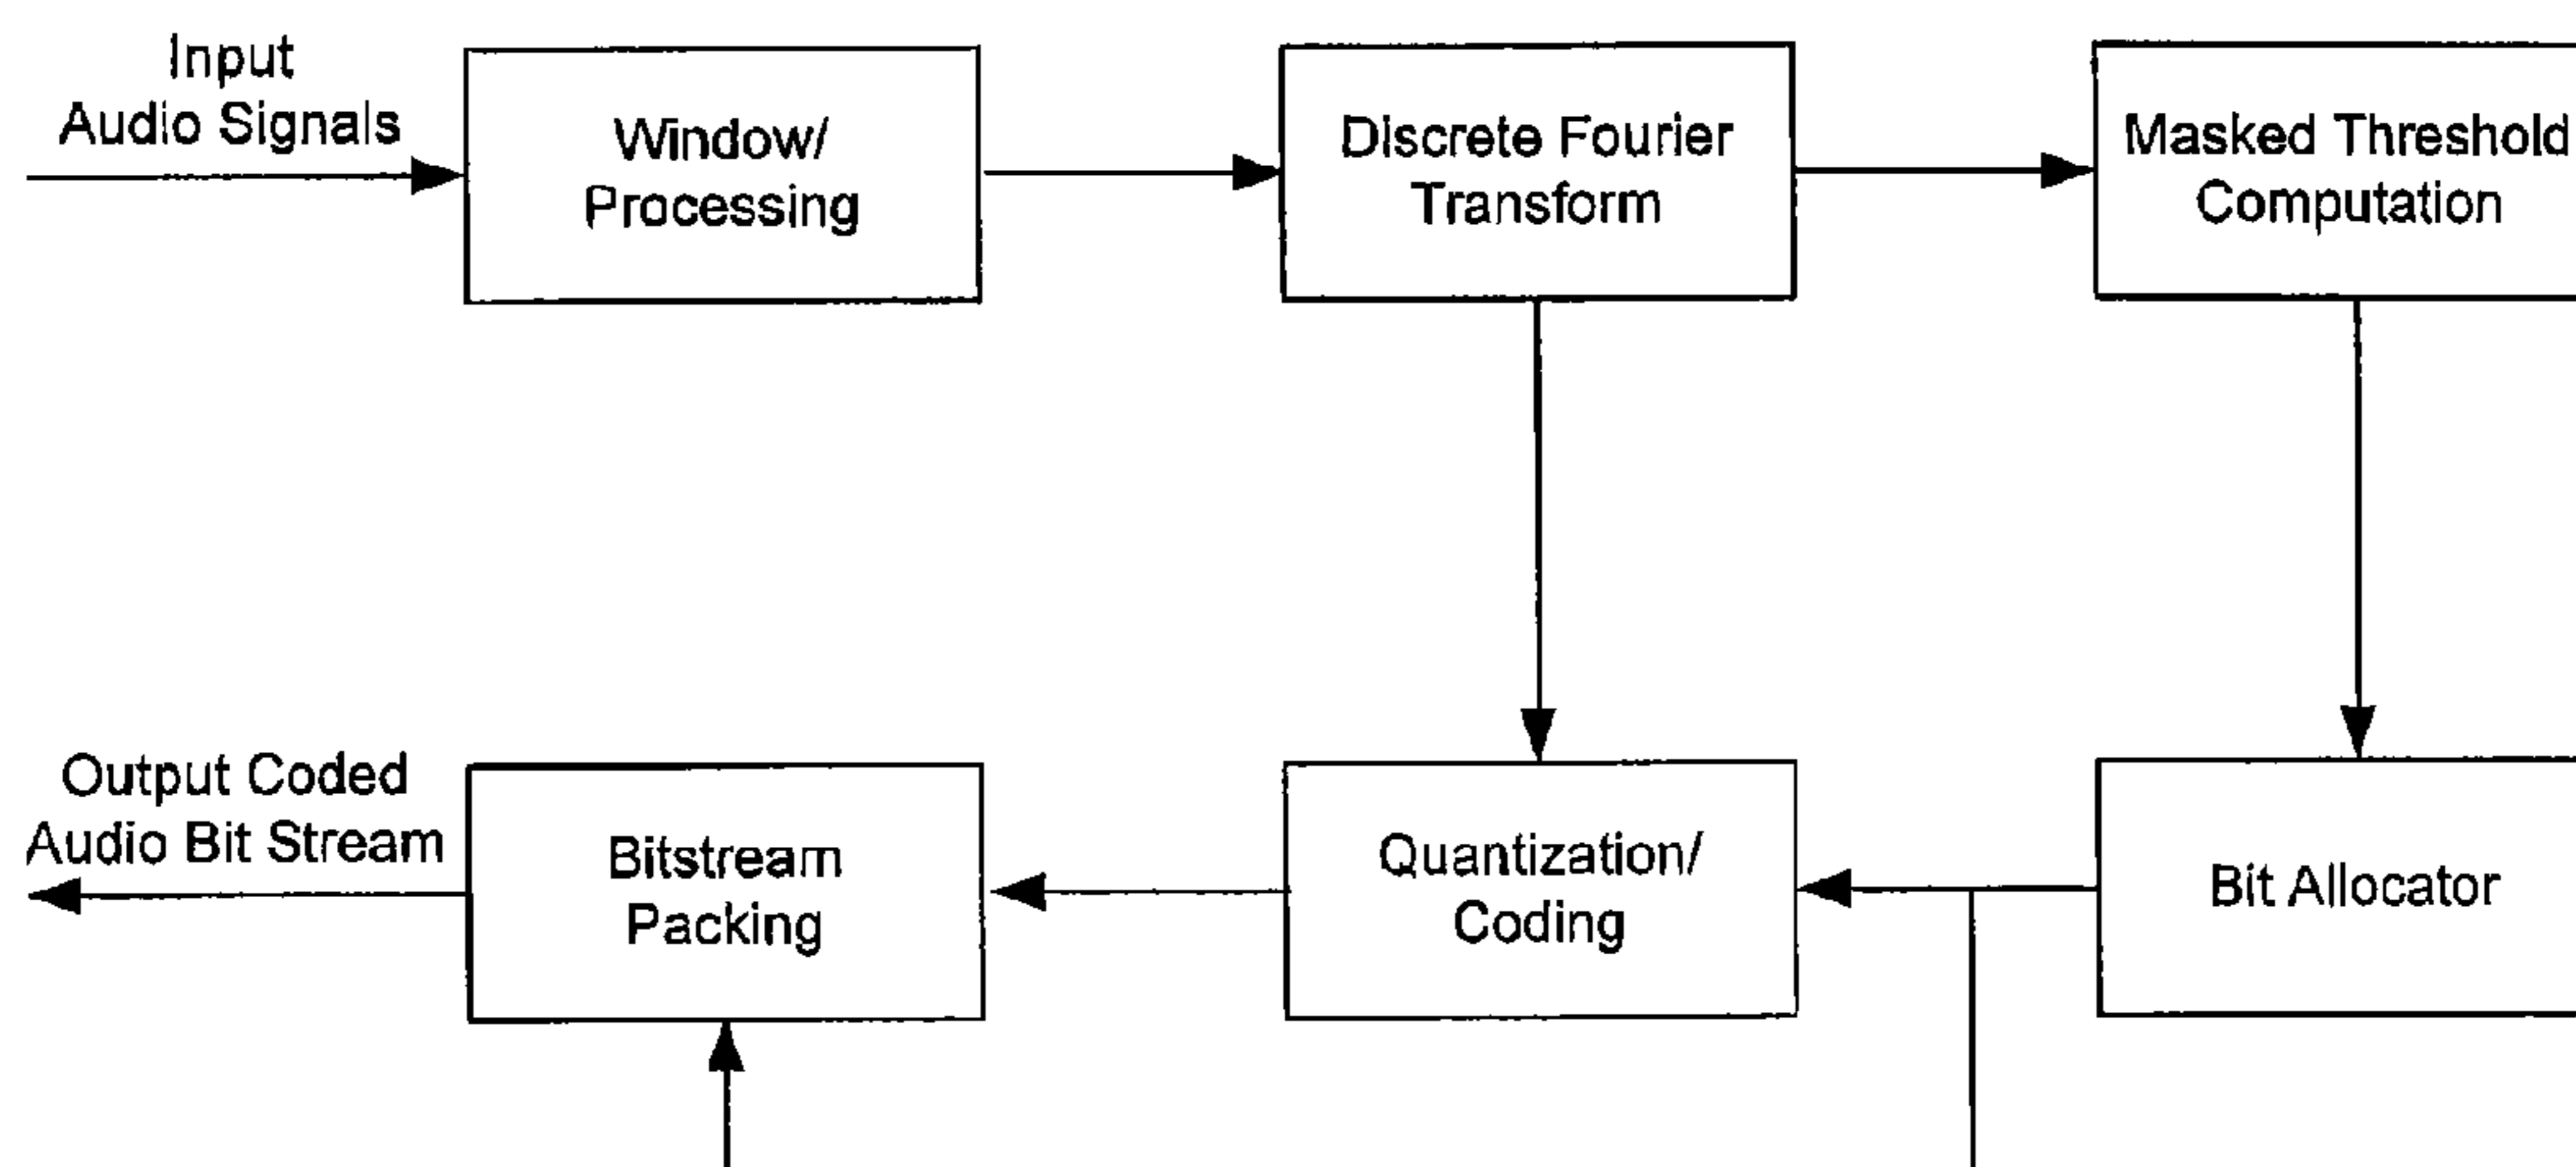 Input
Audio Signals
Window/
Processing
Discrete Fourier
Transform
Masked Threshold
Computation
Output Coded
Audio Bit Stream
Bitstream
Packing
Quantization/
Coding
Bit Allocator